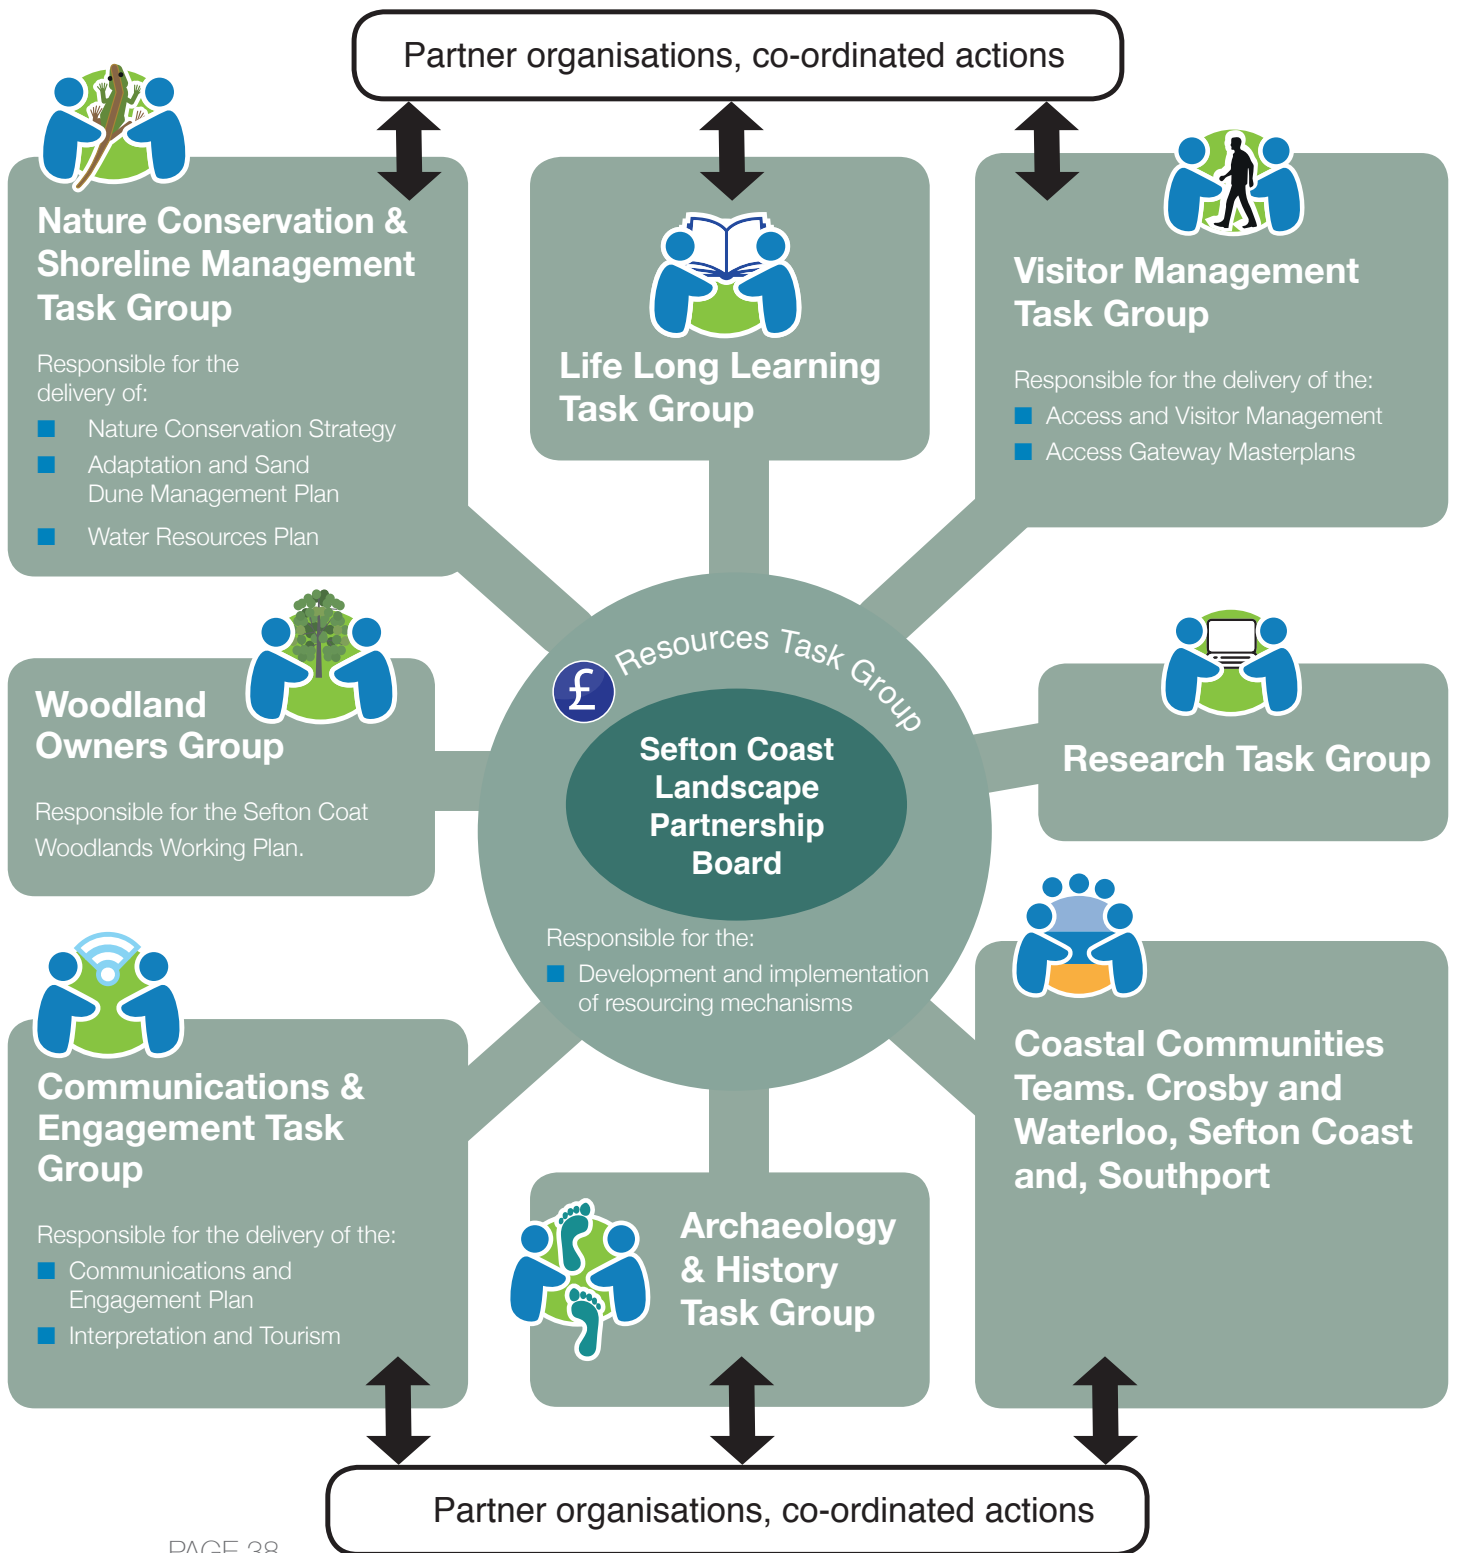 Partner organisations, co-ordinated actions
Nature Conservation &
Shoreline Management
Task Group
Responsible for the
delivery of:
Nature Conservation Strategy
Adaptation and Sand
Dune Management Plan
Water Resources Plan
Life Long Learning
Task Group
Visitor Management
Task Group
Responsible for the delivery of the:
Access and Visitor Management
Access Gateway Masterplans
Woodland
Owners Group
Responsible for the Sefton Coat
Woodlands Working Plan.
£
Resources Task Group
Sefton Coast
Landscape
Partnership
Board
Responsible for the:
Development and implementation
of resourcing mechanisms
Research Task Group
Communications &
Engagement Task
Group
Responsible for the delivery of the:
Communications and
Engagement Plan
Interpretation and Tourism
Archaeology
& History
Task Group
Coastal Communities
Teams. Crosby and
Waterloo, Sefton Coast
and, Southport
Partner organisations, co-ordinated actions
PAGE 38